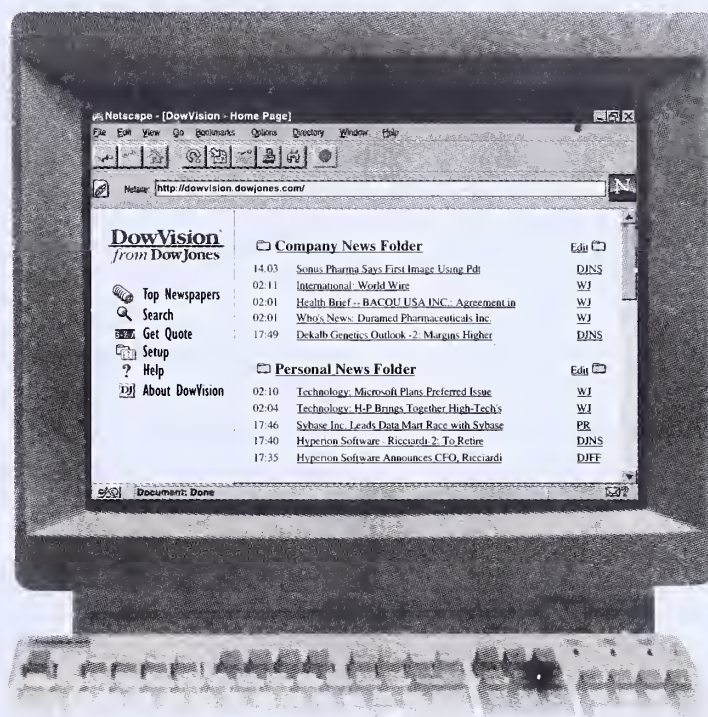 Netscape - [DowVision - Home Page]
File Edit View Go Bookmarks Options Directory Window Help
http://dowvision.dowjones.com/
N
DowVision
from DowJones
Top Newspapers
Search
Get Quote
Setup
? Help
DJ About DowVision
Company News Folder Edit
14.03 Sonus Pharma Says First Image Using Pdt DJNS
02:11 International: World Wire WJ
02:01 Health Brief -- BACOU USA INC.: Agreement in WJ
02:01 Who's News: Duramed Pharmaceuticals Inc. WJ
17:49 Dekalb Genetics Outlook -2: Margins Higher DJNS
Personal News Folder Edit
02:10 Technology: Microsoft Plans Preferred Issue WJ
02:04 Technology: H-P Brings Together High-Tech's WJ
17:46 Sybase Inc. Leads Data Mart Race with Sybase PR
17:40 Hyperion Software - Ricciardi-2: To Retire DJNS
17:35 Hyperion Software Announces CFO, Ricciardi DJFF
Document: Done